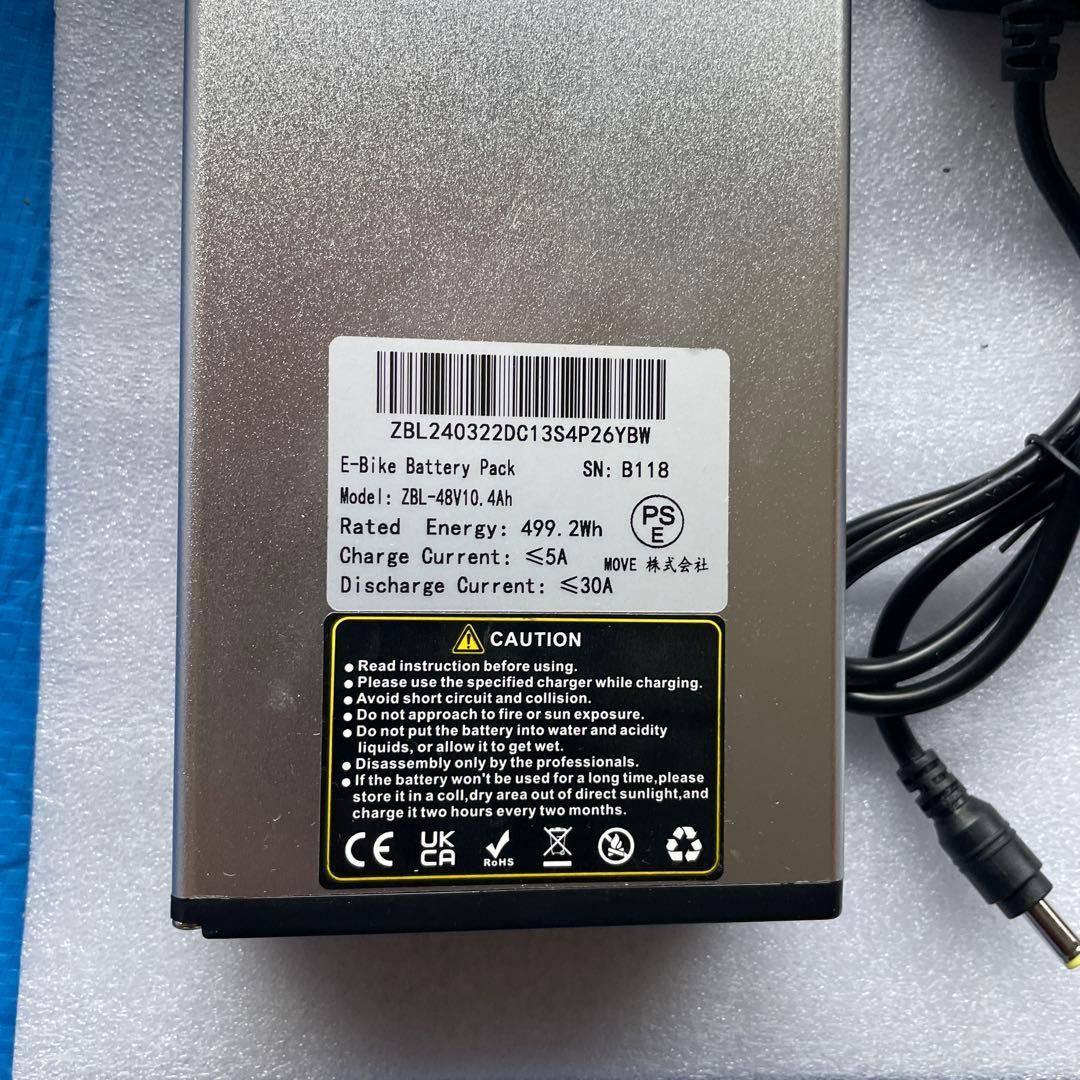 ZBL240322DC13S4P26YBW
E-Bike Battery Pack SN: B118
Model: ZBL-48V10.4Ah
Rated Energy: 499.2Wh
PS
E
Charge Current: ≤5A
MOVE 株式会社
Discharge Current: ≤30A
CAUTION
● Read instruction before using.
● Please use the specified charger while charging.
● Avoid short circuit and collision.
● Do not approach to fire or sun exposure.
● Do not put the battery into water and acidity
liquids, or allow it to get wet.
● Disassembly only by the professionals.
● If the battery won't be used for a long time,please
store it in a coll,dry area out of direct sunlight,and
charge it two hours every two months.
CE
UK
CA
RoHS